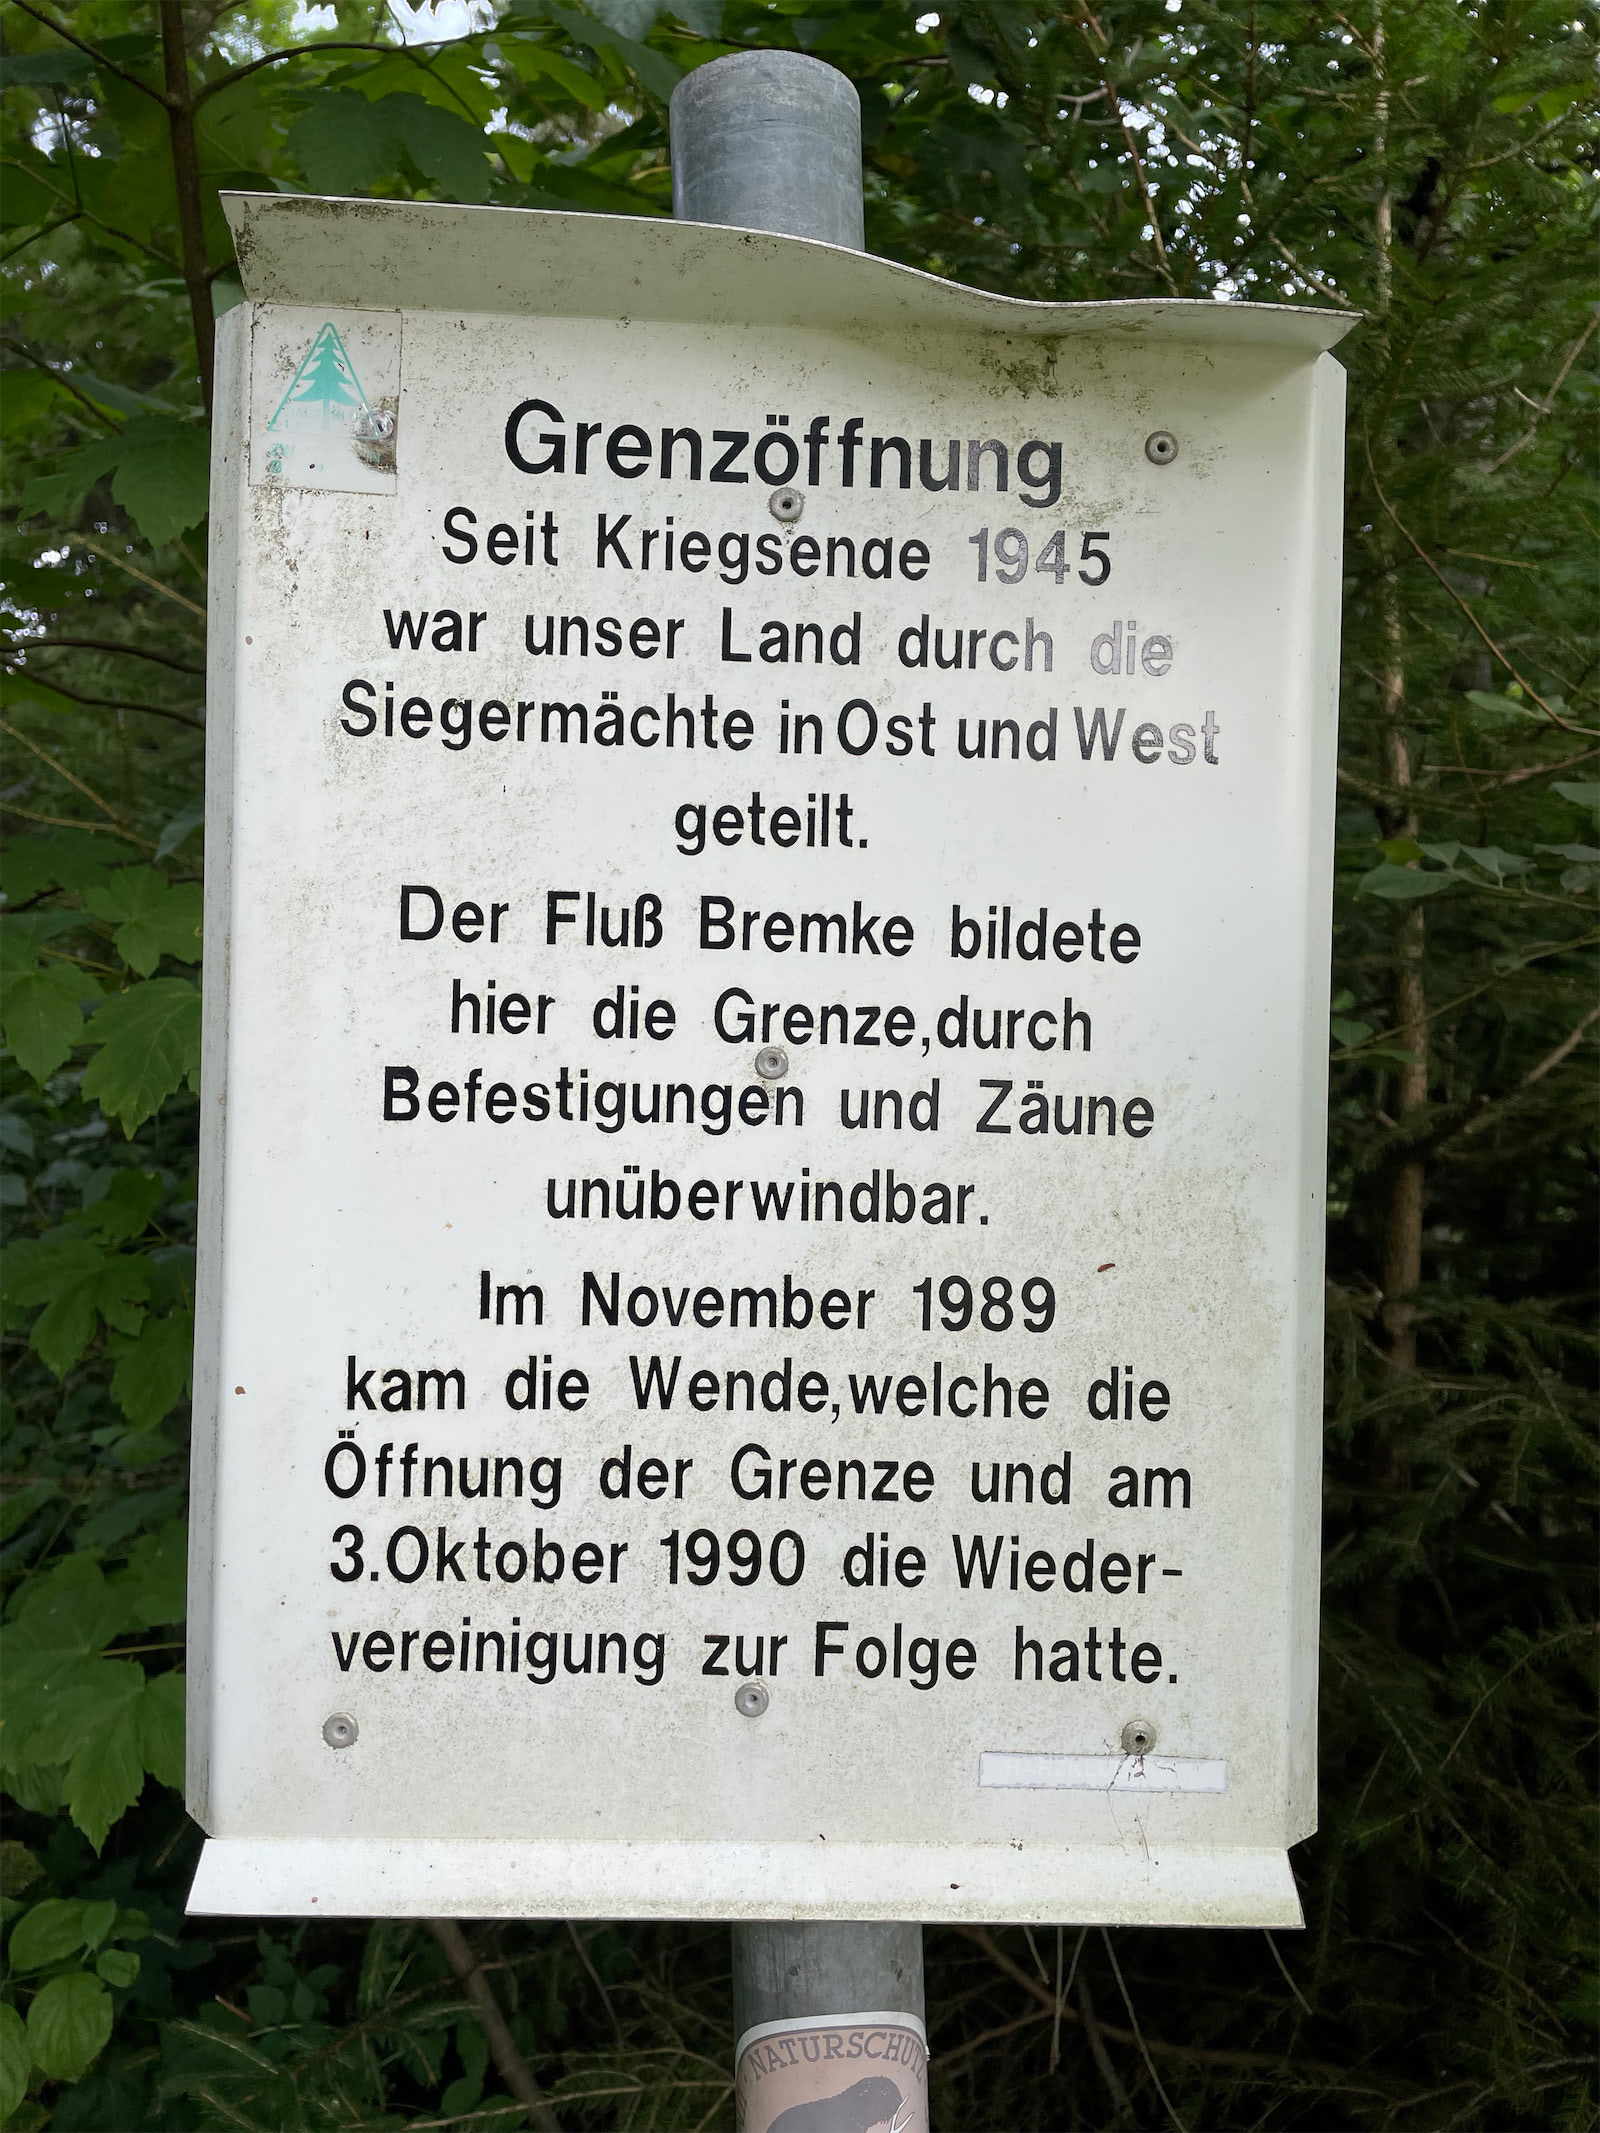 Grenzöffnung
Seit Kriegsende 1945
war unser Land durch die
Siegermächte in Ost und West
geteilt.
Der Fluß Bremke bildete
hier die Grenze,durch
Befestigungen und Zäune
unüberwindbar.
Im November 1989
kam die Wende,welche die
Öffnung der Grenze und am
3.Oktober 1990 die Wieder-
vereinigung zur Folge hatte.
NATURSCHUTZ